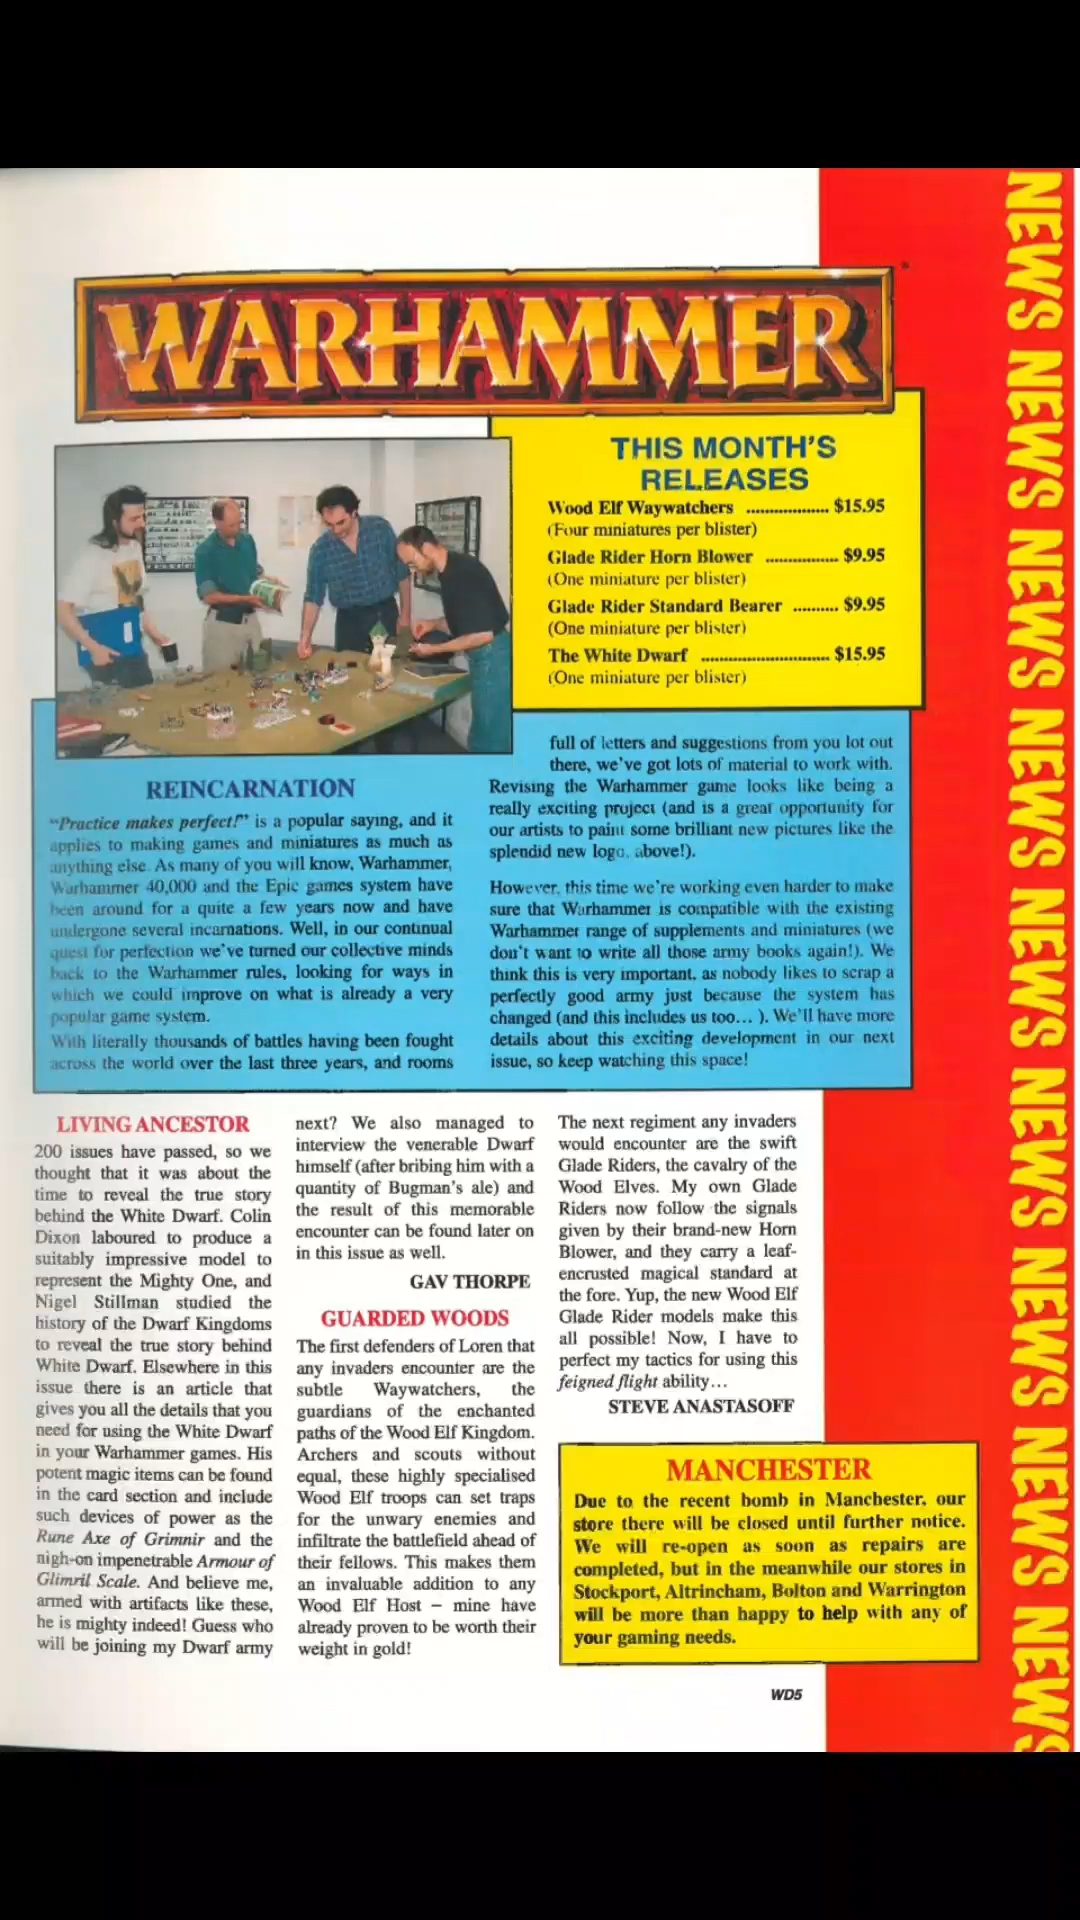 WARHAMMER
THIS MONTH'S
RELEASES
Wood Elf Waywatchers .................. $15.95
(Four miniatures per blister)
Glade Rider Horn Blower ................ $9.95
(One miniature per blister)
Glade Rider Standard Bearer .......... $9.95
(One miniature per blister)
The White Dwarf ............................ $15.95
(One miniature per blister)
REINCARNATION
"Practice makes perfect!" is a popular saying, and it
applies to making games and miniatures as much as
anything else. As many of you will know, Warhammer,
Warhammer 40,000 and the Epic games system have
been around for a quite a few years now and have
undergone several incarnations. Well, in our continual
quest for perfection we've turned our collective minds
back to the Warhammer rules, looking for ways in
which we could improve on what is already a very
popular game system.
With literally thousands of battles having been fought
across the world over the last three years, and rooms
full of letters and suggestions from you lot out
there, we've got lots of material to work with.
Revising the Warhammer game looks like being a
really exciting project (and is a great opportunity for
our artists to paint some brilliant new pictures like the
splendid new logo, above!).
However, this time we're working even harder to make
sure that Warhammer is compatible with the existing
Warhammer range of supplements and miniatures (we
don't want to write all those army books again!). We
think this is very important, as nobody likes to scrap a
perfectly good army just because the system has
changed (and this includes us too... ). We'll have more
details about this exciting development in our next
issue, so keep watching this space!
LIVING ANCESTOR
200 issues have passed, so we
thought that it was about the
time to reveal the true story
behind the White Dwarf. Colin
Dixon laboured to produce a
suitably impressive model to
represent the Mighty One, and
Nigel Stillman studied the
history of the Dwarf Kingdoms
to reveal the true story behind
White Dwarf. Elsewhere in this
issue there is an article that
gives you all the details that you
need for using the White Dwarf
in your Warhammer games. His
potent magic items can be found
in the card section and include
such devices of power as the
Rune Axe of Grimnir and the
nigh-on impenetrable Armour of
Glimril Scale. And believe me,
armed with artifacts like these,
he is mighty indeed! Guess who
will be joining my Dwarf army
next? We also managed to
interview the venerable Dwarf
himself (after bribing him with a
quantity of Bugman's ale) and
the result of this memorable
encounter can be found later on
in this issue as well.
GAV THORPE
GUARDED WOODS
The first defenders of Loren that
any invaders encounter are the
subtle Waywatchers, the
guardians of the enchanted
paths of the Wood Elf Kingdom.
Archers and scouts without
equal, these highly specialised
Wood Elf troops can set traps
for the unwary enemies and
infiltrate the battlefield ahead of
their fellows. This makes them
an invaluable addition to any
Wood Elf Host – mine have
already proven to be worth their
weight in gold!
The next regiment any invaders
would encounter are the swift
Glade Riders, the cavalry of the
Wood Elves. My own Glade
Riders now follow the signals
given by their brand-new Horn
Blower, and they carry a leaf-
encrusted magical standard at
the fore. Yup, the new Wood Elf
Glade Rider models make this
all possible! Now, I have to
perfect my tactics for using this
feigned flight ability...
STEVE ANASTASOFF
MANCHESTER
Due to the recent bomb in Manchester, our
store there will be closed until further notice.
We will re-open as soon as repairs are
completed, but in the meanwhile our stores in
Stockport, Altrincham, Bolton and Warrington
will be more than happy to help with any of
your gaming needs.
WD5
NEWS NEWS NEWS NEWS NEWS NEWS NEWS NEWS NEWS